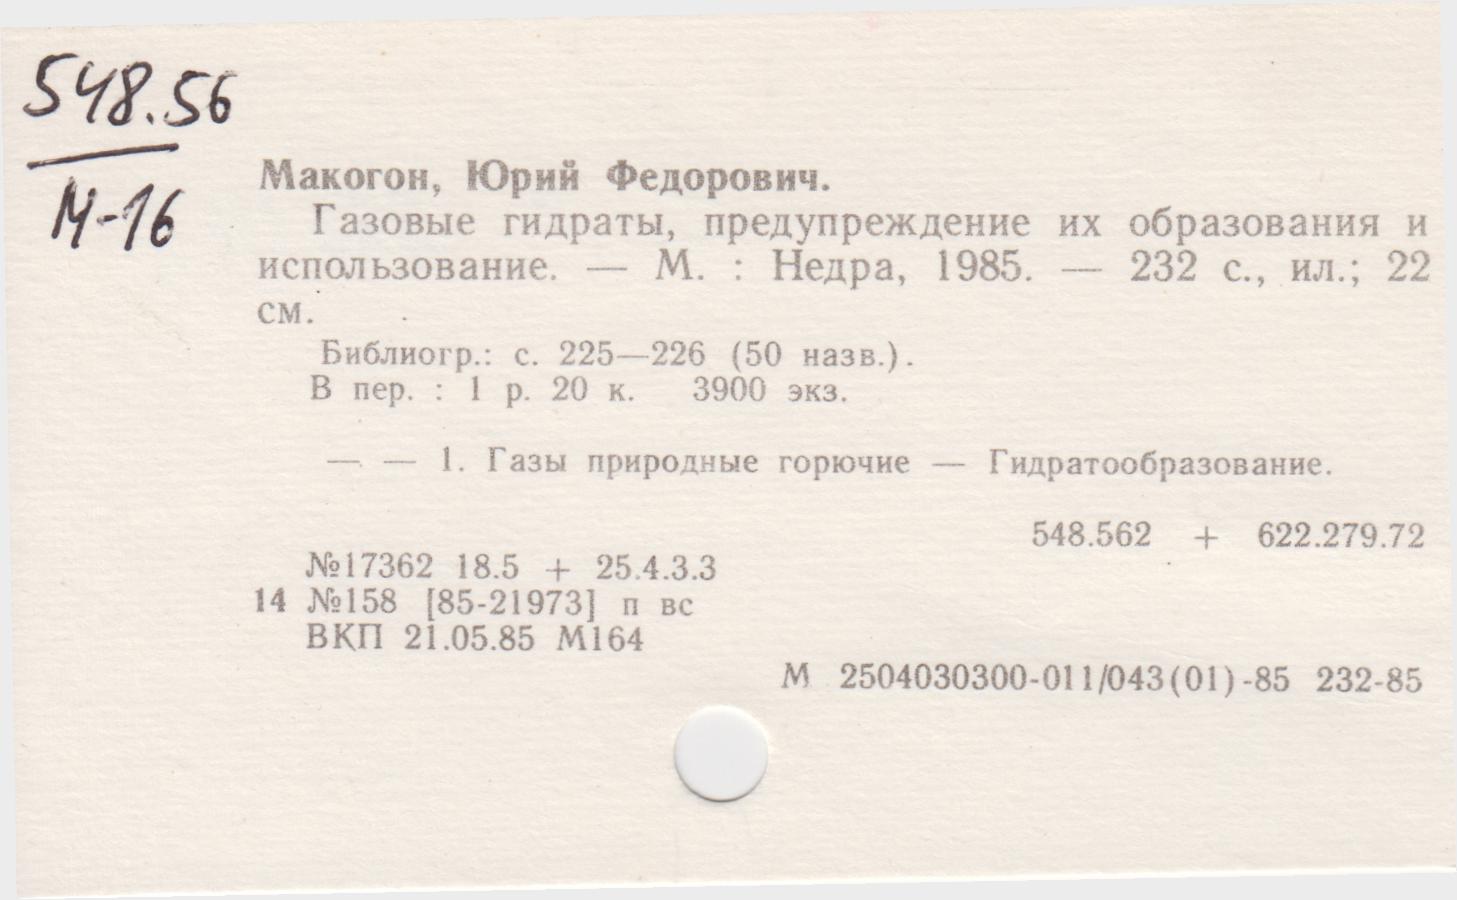 548.56
М-16
Макогон, Юрий Федорович.
Газовые гидраты, предупреждение их образования и
использование. — М. : Недра, 1985. — 232 с., ил.; 22
см.
Библиогр.: с. 225—226 (50 назв.).
В пер. : 1 р. 20 к. 3900 экз.
— — 1. Газы природные горючие — Гидратообразование.
548.562 + 622.279.72
№17362 18.5 + 25.4.3.3
14 №158 [85-21973] п вс
ВКП 21.05.85 М164
М 2504030300-011/043(01)-85 232-85